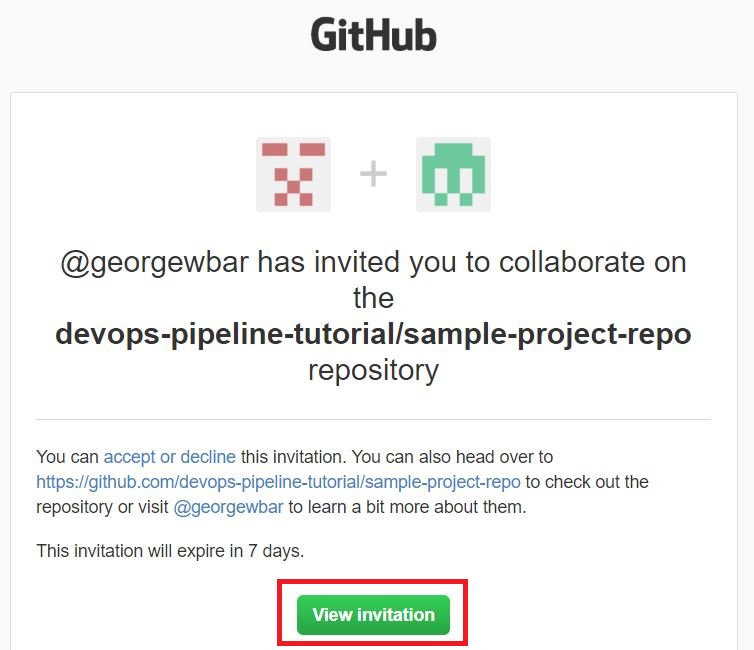 GitHub
@georgewbar has invited you to collaborate on
the
devops-pipeline-tutorial/sample-project-repo
repository
You can accept or decline this invitation. You can also head over to
https://github.com/devops-pipeline-tutorial/sample-project-repo to check out the
repository or visit @georgewbar to learn a bit more about them.
This invitation will expire in 7 days.
View invitation